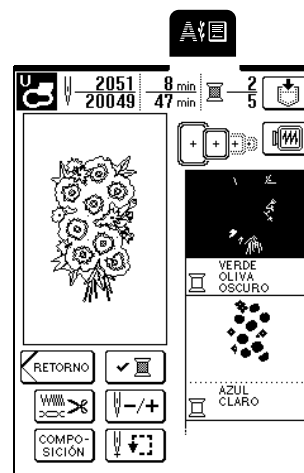 A
U
2051 8 min 2
20049 47 min 5
VERDE
OLIVA
OSCURO
RETORNO
AZUL
CLARO
-/+
COMPO-
SICIÓN